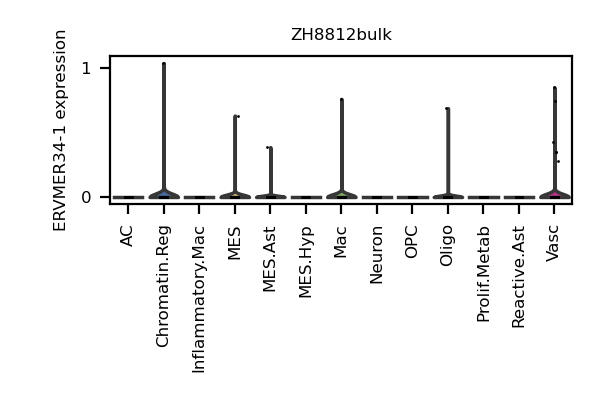 ZH8812bulk
ERVMER34-1 expression
1
0
AC
Chromatin.Reg
Inflammatory.Mac
MES
MES.Ast
MES.Hyp
Mac
Neuron
OPC
Oligo
Prolif.Metab
Reactive.Ast
Vasc